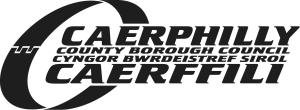 CAERPHILLY
COUNTY BOROUGH COUNCIL
CYNGOR BWRDEISTREF SIROL
CAERFFILI